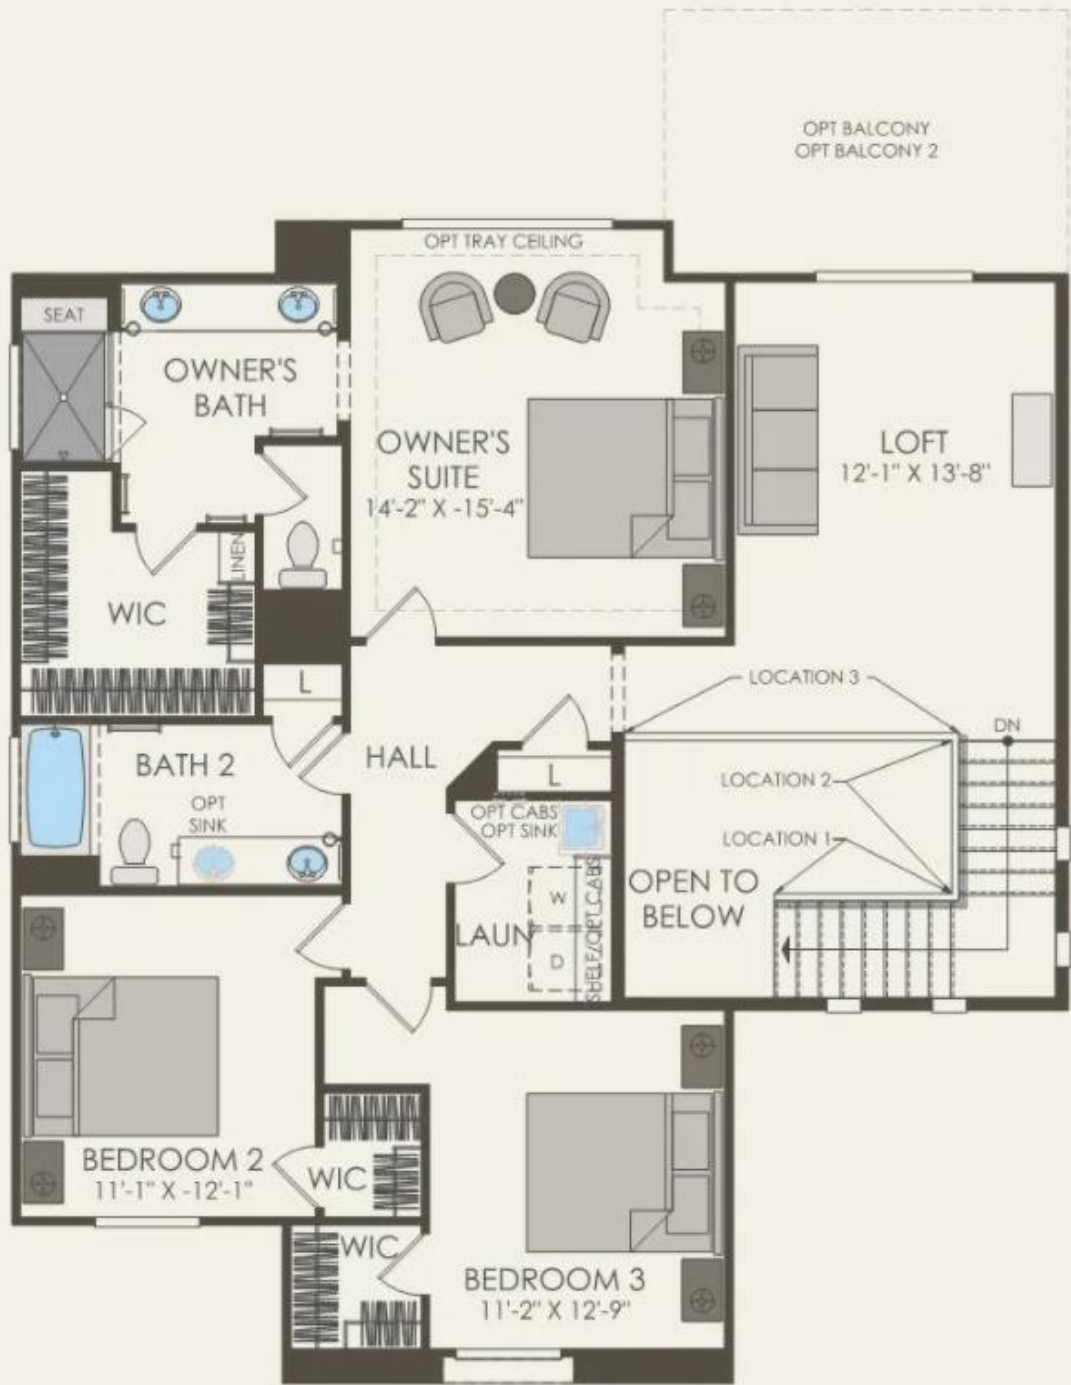 OPT BALCONY
OPT BALCONY 2
OPT TRAY CEILING
SEAT
OWNER'S
BATH
OWNER'S
SUITE
14'-2" X -15'-4"
LOFT
12'-1" X 13'-8"
LINEN
WIC
L
LOCATION 3
DN
HALL
BATH 2
L
LOCATION 2
OPT
SINK
OPT CABS
OPT SINK
LOCATION 1
W
D
SHELF/OPT CABS
LAUN
OPEN TO
BELOW
BEDROOM 2
11'-1" X -12'-1"
WIC
WIC
BEDROOM 3
11'-2" X 12'-9"